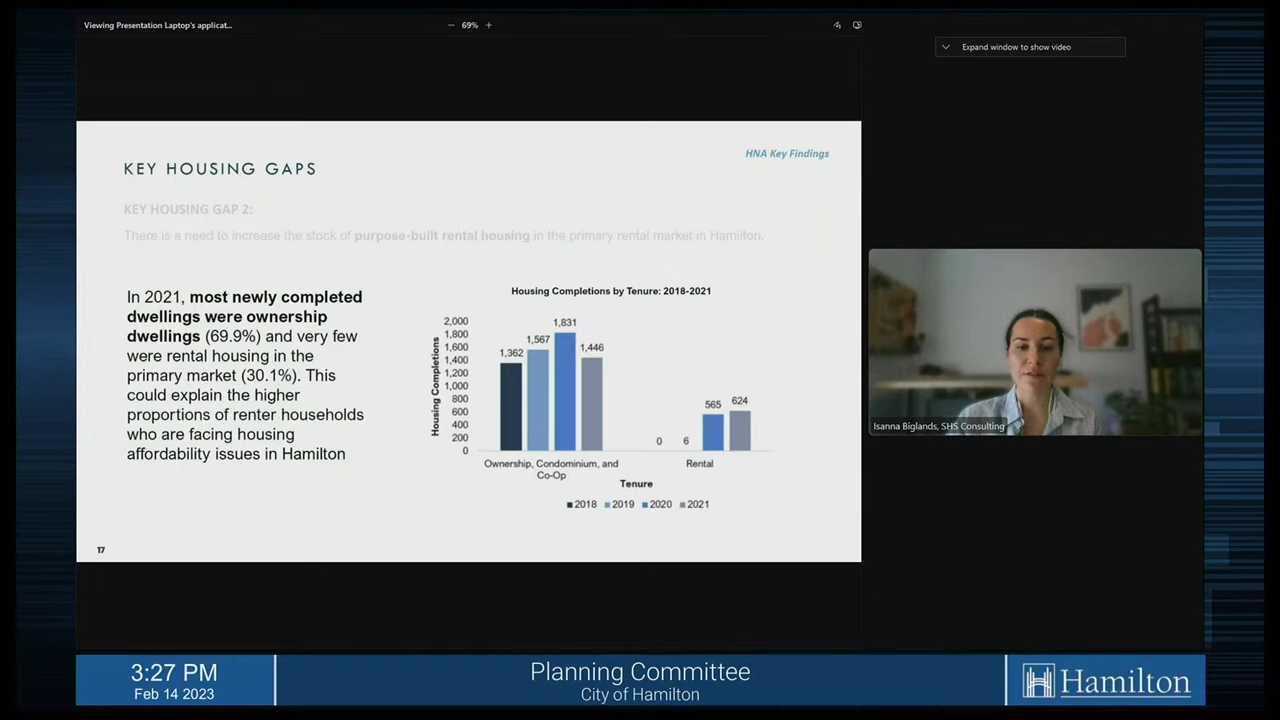 Viewing Presentation Laptop's applicat...
69%
Expand window to show video
HNA Key Findings
KEY HOUSING GAPS
KEY HOUSING GAP 2:
There is a need to increase the stock of purpose-built rental housing in the primary rental market in Hamilton.
In 2021, most newly completed
dwellings were ownership
dwellings (69.9%) and very few
were rental housing in the
primary market (30.1%). This
could explain the higher
proportions of renter households
who are facing housing
affordability issues in Hamilton
Housing Completions by Tenure: 2018-2021
Housing Completions
2,000
1,800
1,600
1,400
1,200
1,000
800
600
400
200
0
1,362
1,567
1,831
1,446
0
6
565
624
Ownership, Condominium, and
Co-Op
Rental
Tenure
2018 2019 2020 2021
17
Isanna Biglands, SHS Consulting
3:27 PM
Feb 14 2023
Planning Committee
City of Hamilton
Hamilton